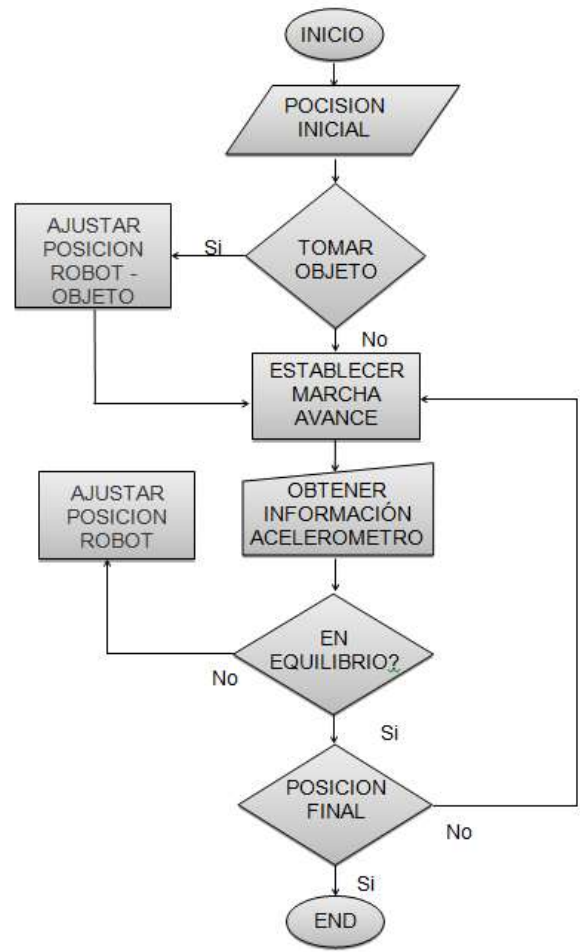 INICIO
POCISION
INICIAL
TOMAR
OBJETO
Si
AJUSTAR
POSICION
ROBOT -
OBJETO
No
ESTABLECER
MARCHA
AVANCE
OBTENER
INFORMACIÓN
ACELEROMETRO
AJUSTAR
POSICION
ROBOT
EN
EQUILIBRIO?
No
Si
POSICION
FINAL
No
Si
END